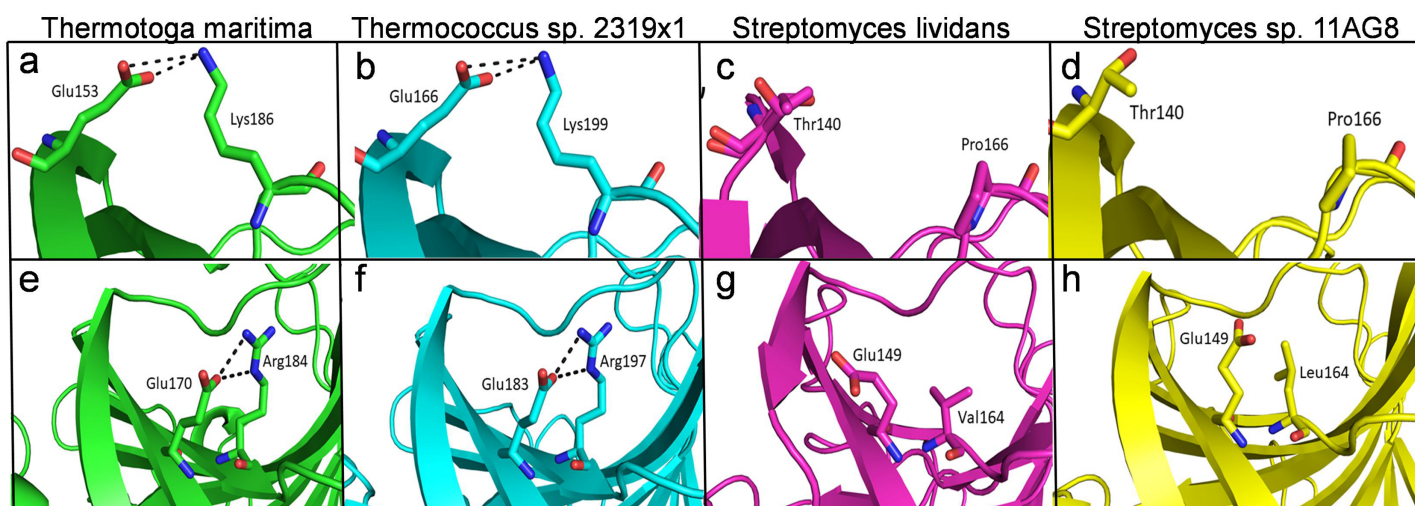 Thermotoga maritima Thermococcus sp. 2319x1 Streptomyces lividans Streptomyces sp. 11AG8
a b c d
Glu153 Lys186 Glu166 Lys199 Thr140 Pro166 Thr140 Pro166
e f g h
Glu170 Arg184 Glu183 Arg197 Glu149 Val164 Glu149 Leu164